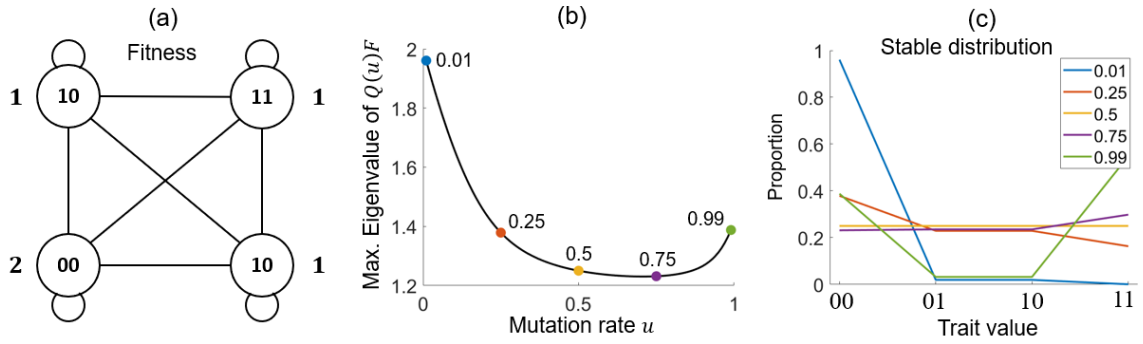 (a)
Fitness
1 10 11 1
2 00 10 1
(b)
Max. Eigenvalue of Q(u)F
2
1.8
1.6
1.4
1.2
0.01
0.25
0.5
0.75
0.99
0 0.5 1
Mutation rate u
(c)
Stable distribution
Proportion
1
0.8
0.6
0.4
0.2
0
0.01
0.25
0.5
0.75
0.99
00 01 10 11
Trait value